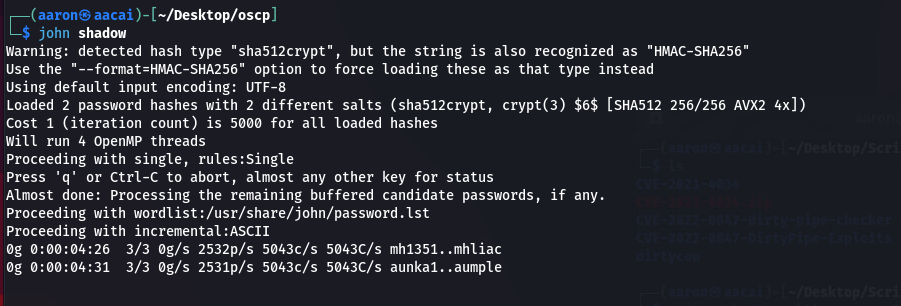 (aaron㉿aacai)-[~/Desktop/oscp]
$ john shadow
Warning: detected hash type "sha512crypt", but the string is also recognized as "HMAC-SHA256"
Use the "--format=HMAC-SHA256" option to force loading these as that type instead
Using default input encoding: UTF-8
Loaded 2 password hashes with 2 different salts (sha512crypt, crypt(3) $6$ [SHA512 256/256 AVX2 4x])
Cost 1 (iteration count) is 5000 for all loaded hashes
Will run 4 OpenMP threads
Proceeding with single, rules:Single
Press 'q' or Ctrl-C to abort, almost any other key for status
Almost done: Processing the remaining buffered candidate passwords, if any.
Proceeding with wordlist:/usr/share/john/password.lst
Proceeding with incremental:ASCII
0g 0:00:04:26  3/3 0g/s 2532p/s 5043c/s 5043C/s mh1351..mhliac
0g 0:00:04:31  3/3 0g/s 2531p/s 5043c/s 5043C/s aunka1..aumple
(aaron㉿aacai)-[~/Desktop/Scri
$ ls
CVE-2022-0847-dirty-pipe-checker
CVE-2022-0847-DirtyPipe-Exploits
dirtycow
(aaron㉿aacai)-[~/Desktop/Scri